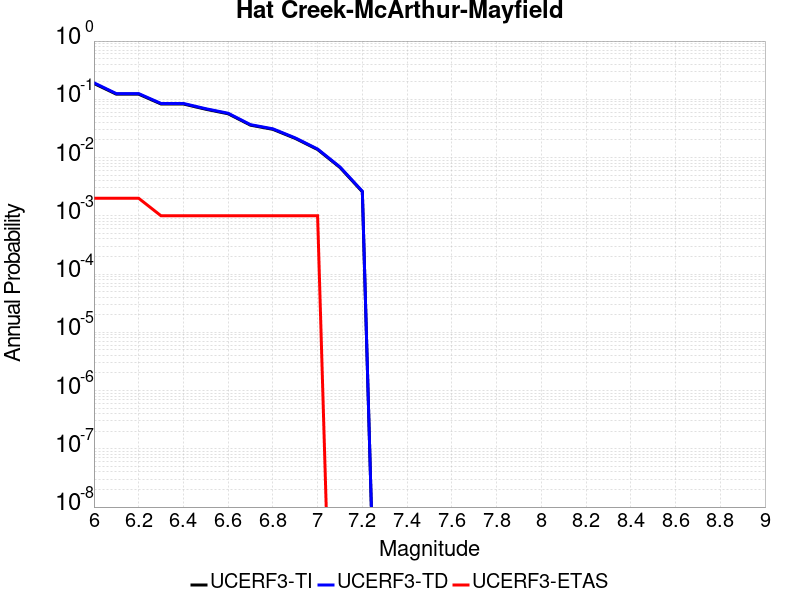 Hat Creek-McArthur-Mayfield
10^0
10^-1
10^-2
10^-3
10^-4
10^-5
10^-6
10^-7
10^-8
Annual Probability
6 6.2 6.4 6.6 6.8 7 7.2 7.4 7.6 7.8 8 8.2 8.4 8.6 8.8 9
Magnitude
UCERF3-TI UCERF3-TD UCERF3-ETAS